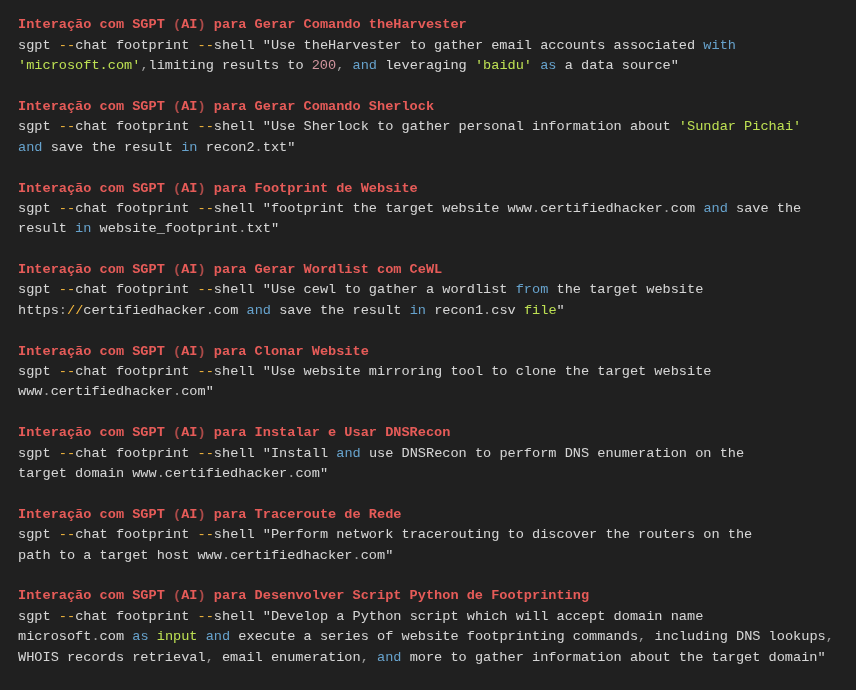 Interação com SGPT (AI) para Gerar Comando theHarvester
sgpt --chat footprint --shell "Use theHarvester to gather email accounts associated with
'microsoft.com',limiting results to 200, and leveraging 'baidu' as a data source"
Interação com SGPT (AI) para Gerar Comando Sherlock
sgpt --chat footprint --shell "Use Sherlock to gather personal information about 'Sundar Pichai'
and save the result in recon2.txt"
Interação com SGPT (AI) para Footprint de Website
sgpt --chat footprint --shell "footprint the target website www.certifiedhacker.com and save the
result in website_footprint.txt"
Interação com SGPT (AI) para Gerar Wordlist com CeWL
sgpt --chat footprint --shell "Use cewl to gather a wordlist from the target website
https://certifiedhacker.com and save the result in recon1.csv file"
Interação com SGPT (AI) para Clonar Website
sgpt --chat footprint --shell "Use website mirroring tool to clone the target website
www.certifiedhacker.com"
Interação com SGPT (AI) para Instalar e Usar DNSRecon
sgpt --chat footprint --shell "Install and use DNSRecon to perform DNS enumeration on the
target domain www.certifiedhacker.com"
Interação com SGPT (AI) para Traceroute de Rede
sgpt --chat footprint --shell "Perform network tracerouting to discover the routers on the
path to a target host www.certifiedhacker.com"
Interação com SGPT (AI) para Desenvolver Script Python de Footprinting
sgpt --chat footprint --shell "Develop a Python script which will accept domain name
microsoft.com as input and execute a series of website footprinting commands, including DNS lookups,
WHOIS records retrieval, email enumeration, and more to gather information about the target domain"